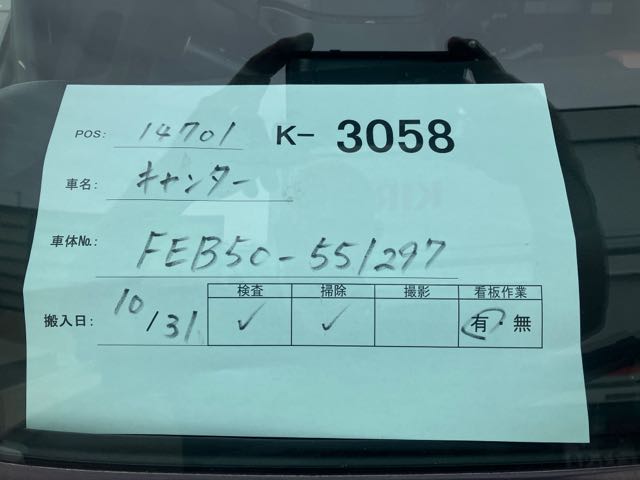 POS: 14701 K- 3058
車名: キャンター
車体No.: FEB50-551297
検査 掃除 撮影 看板作業
搬入日: 10/31 ✓ ✓ 有・無